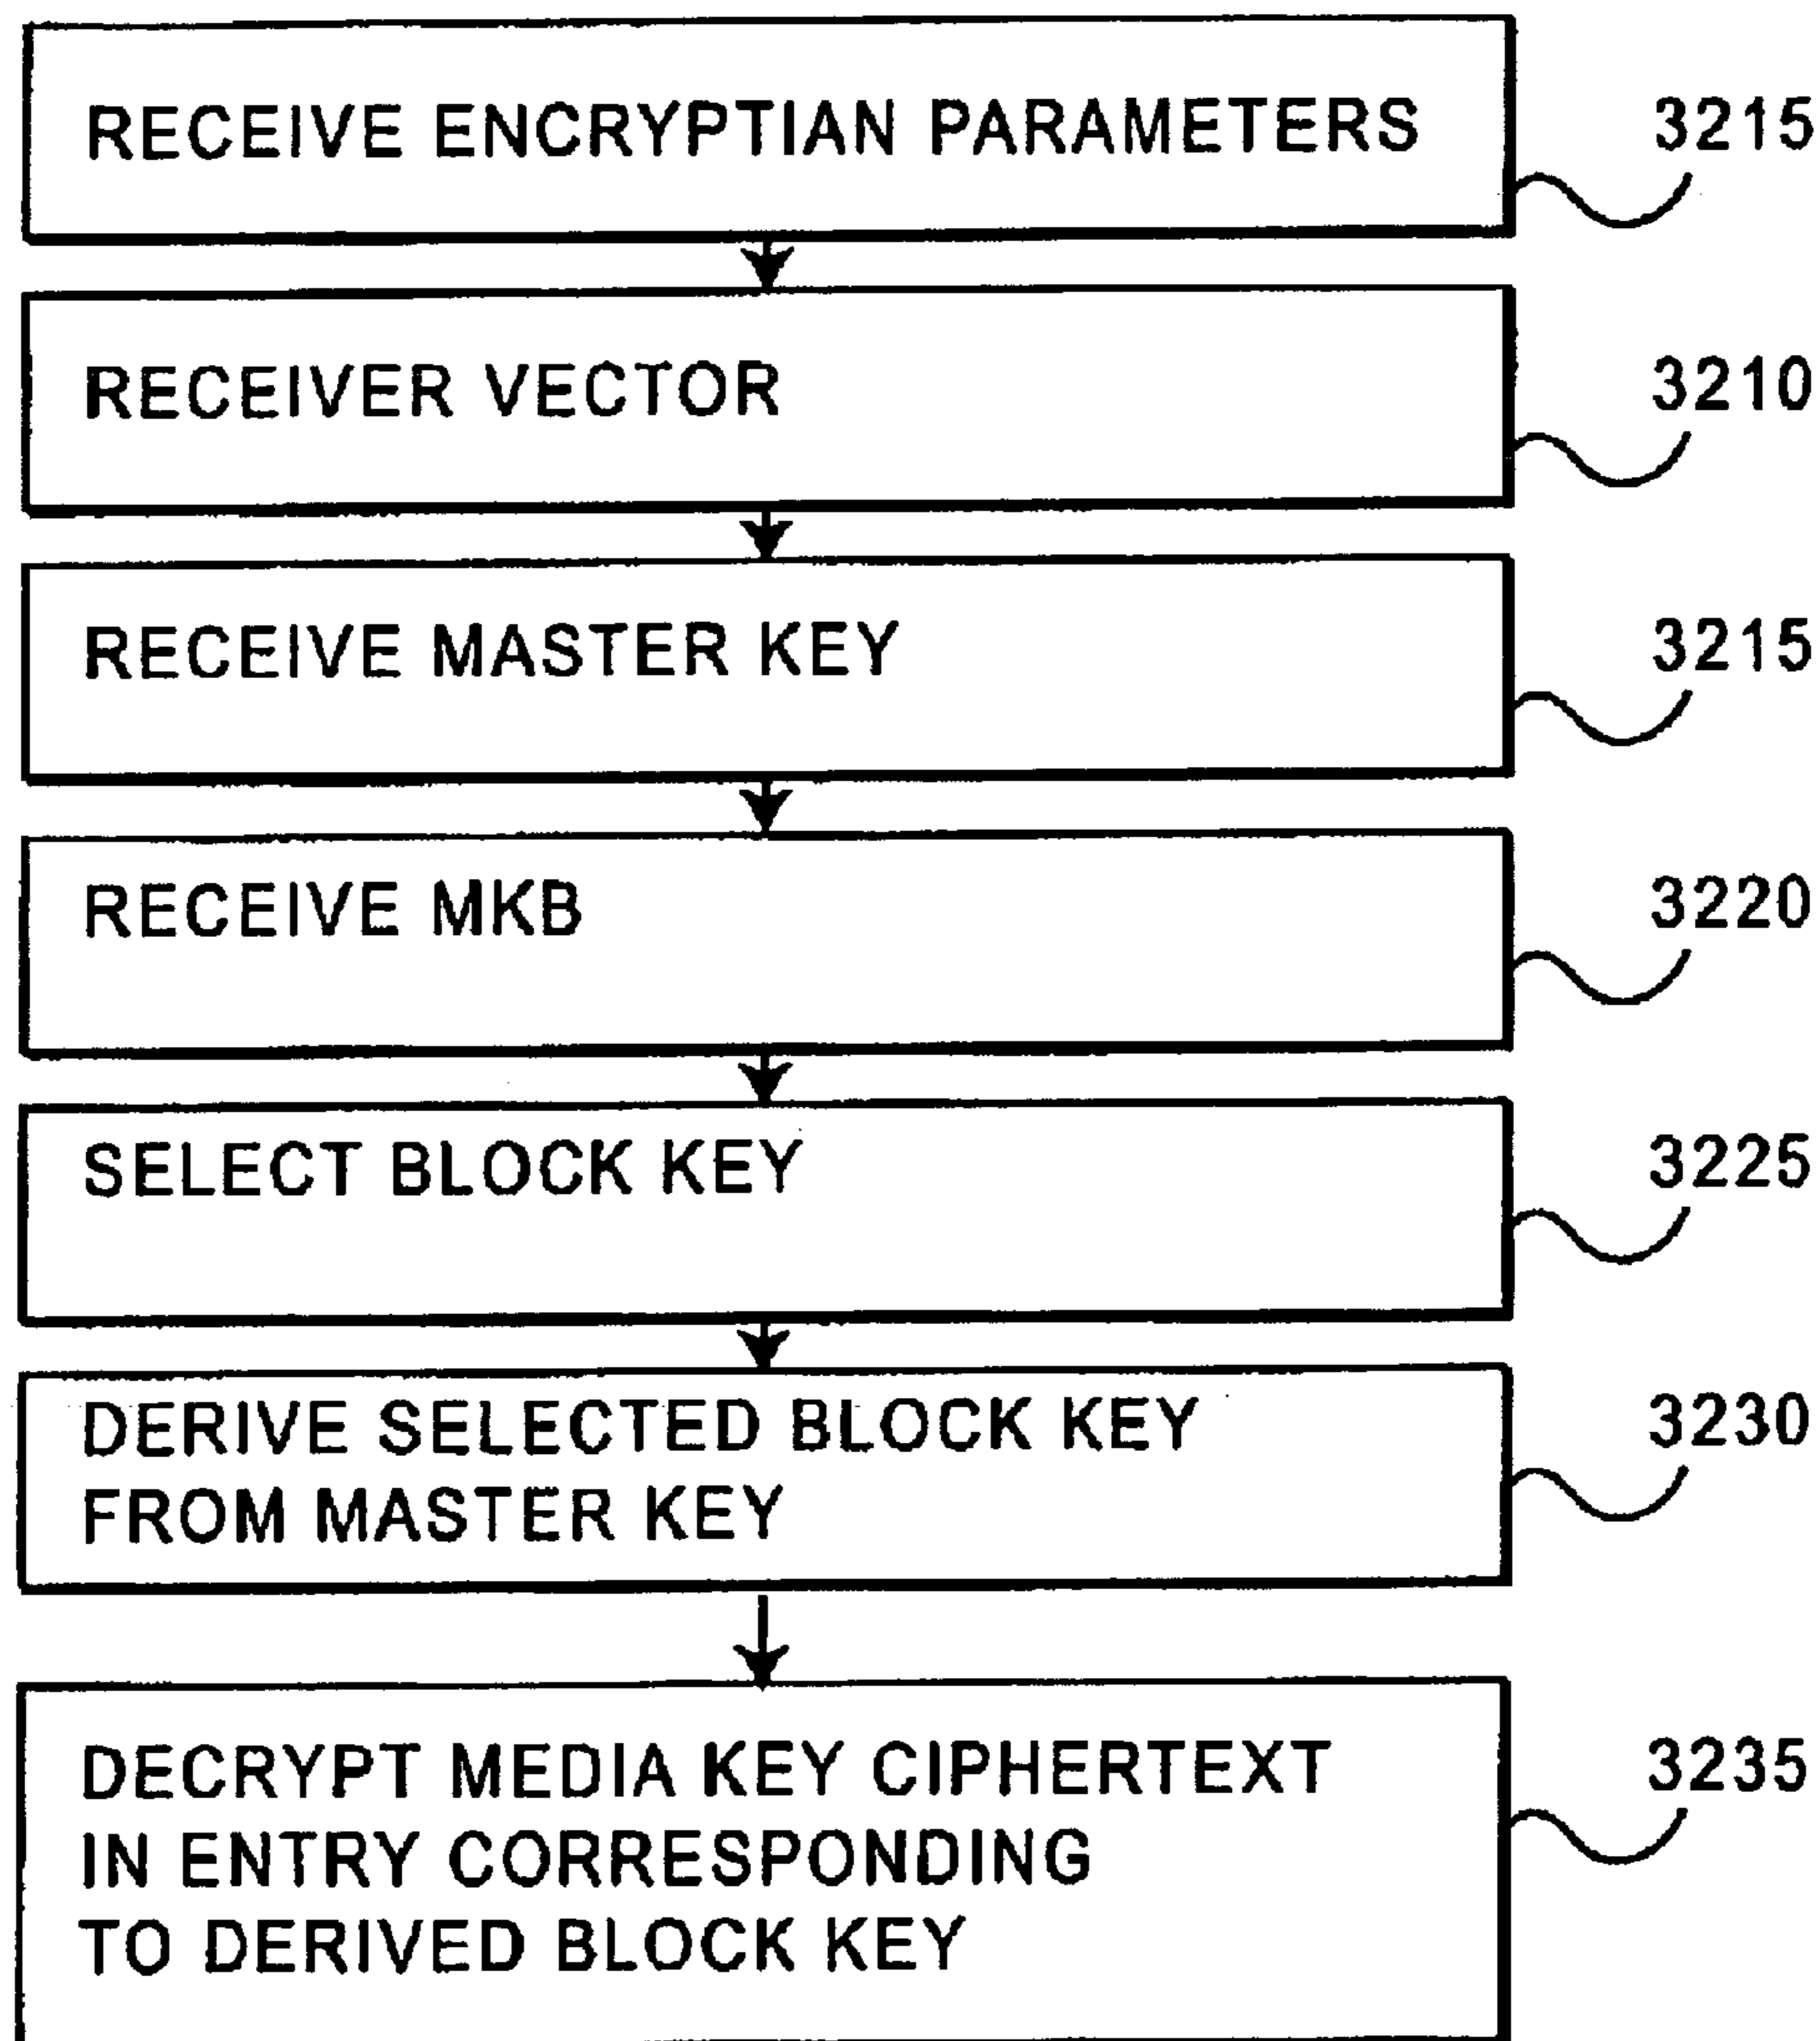 RECEIVE ENCRYPTIAN PARAMETERS 3215
RECEIVER VECTOR 3210
RECEIVE MASTER KEY 3215
RECEIVE MKB 3220
SELECT BLOCK KEY 3225
DERIVE SELECTED BLOCK KEY 3230
FROM MASTER KEY
DECRYPT MEDIA KEY CIPHERTEXT 3235
IN ENTRY CORRESPONDING
TO DERIVED BLOCK KEY